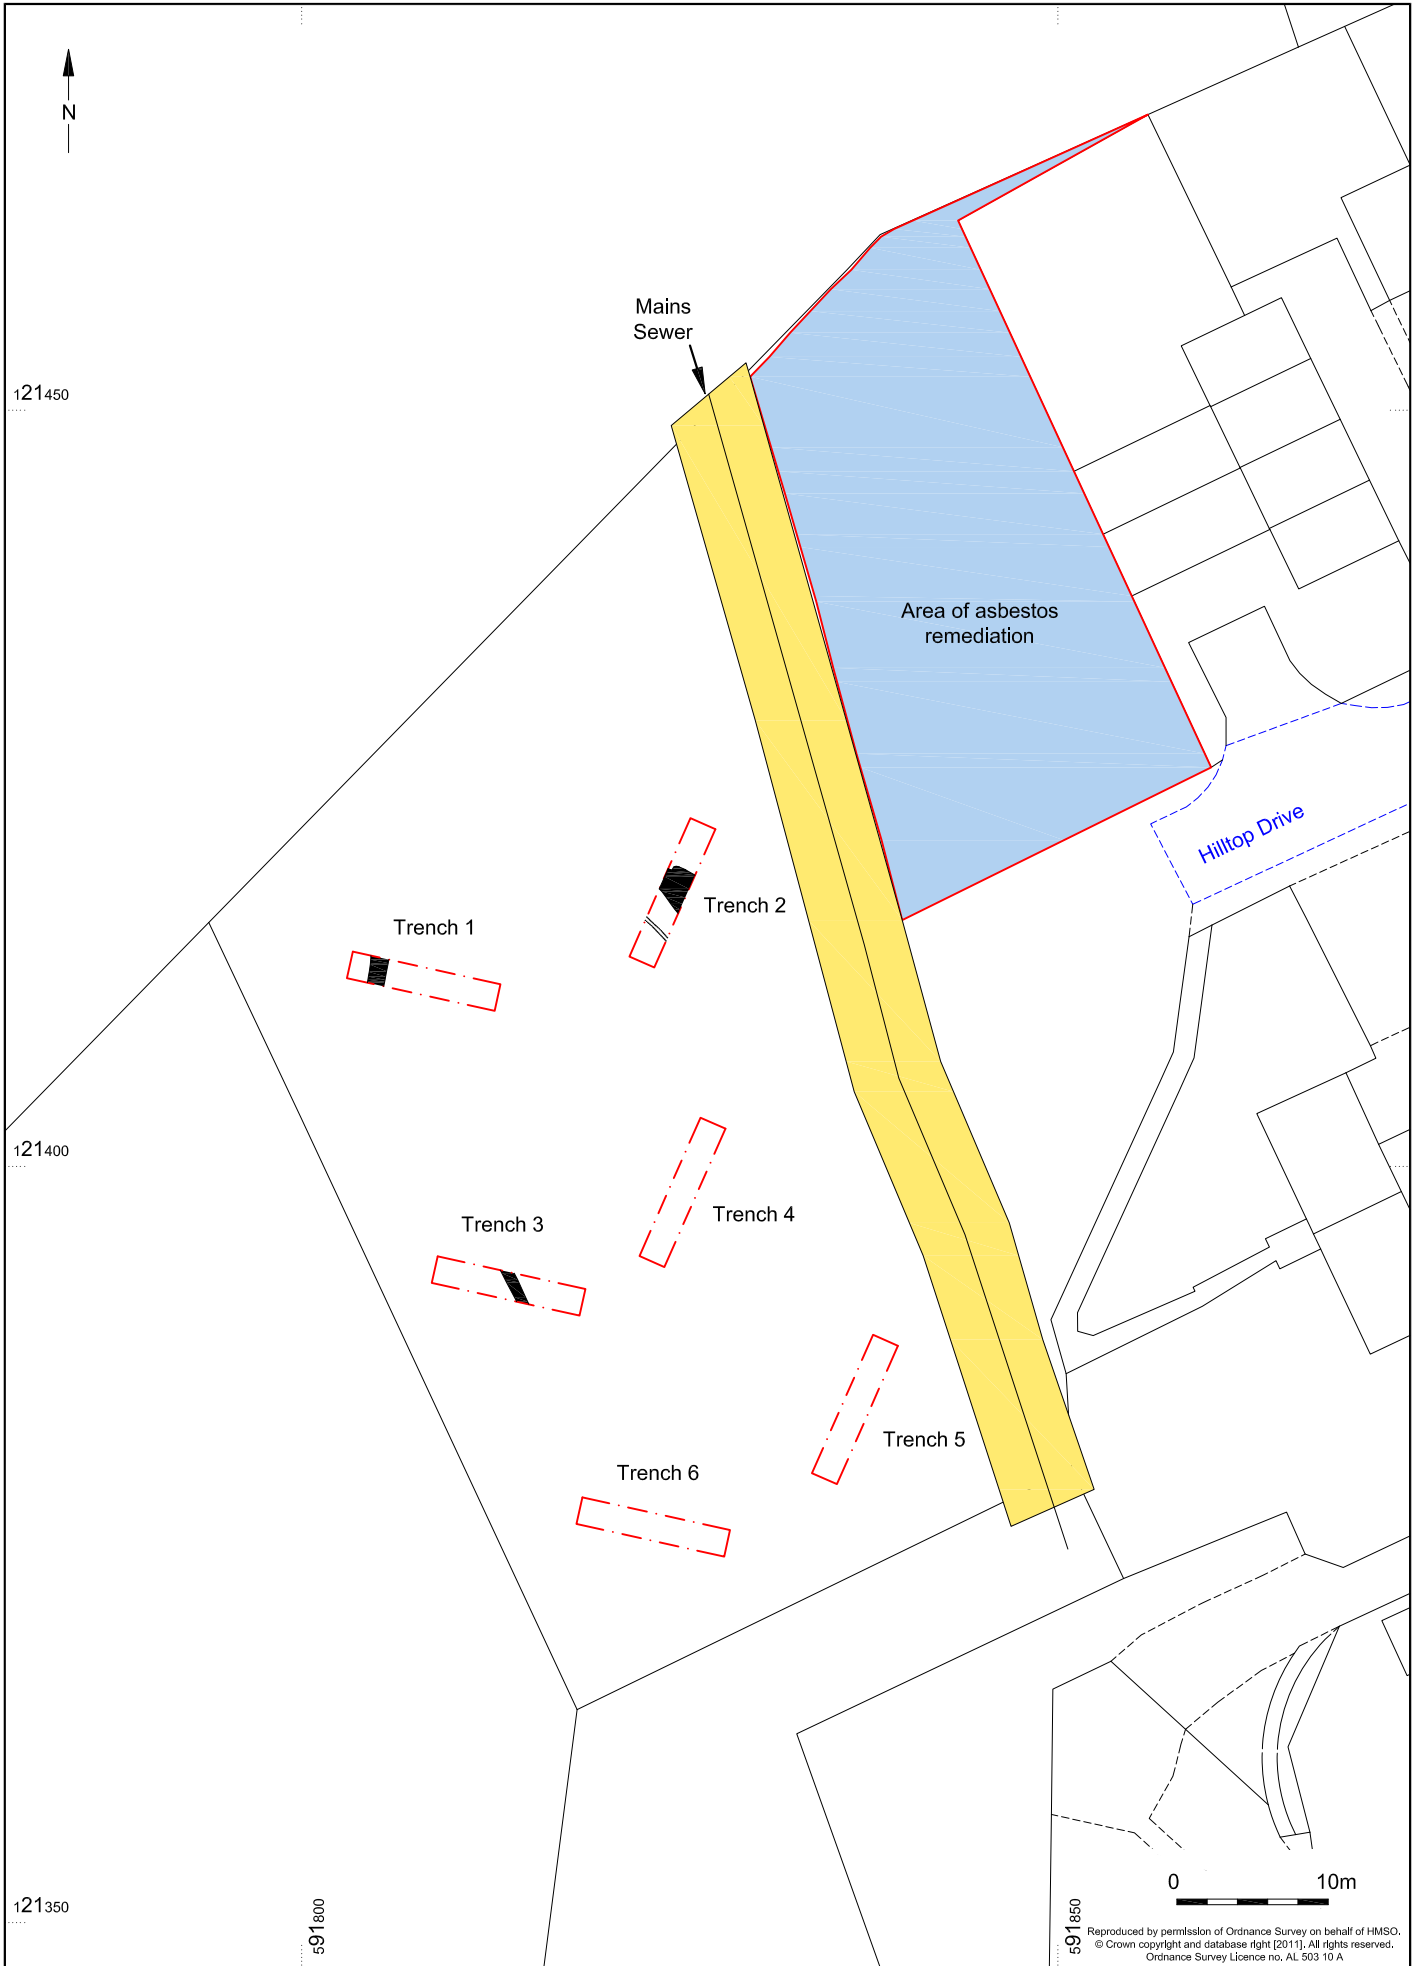 N
Mains
Sewer
121450
Area of asbestos
remediation
Hilltop Drive
Trench 2
Trench 1
121400
Trench 4
Trench 3
Trench 5
Trench 6
0 10m
121350
591800
591850
Reproduced by permission of Ordnance Survey on behalf of HMSO.
© Crown copyright and database right [2011]. All rights reserved.
Ordnance Survey Licence no. AL 503 10 A